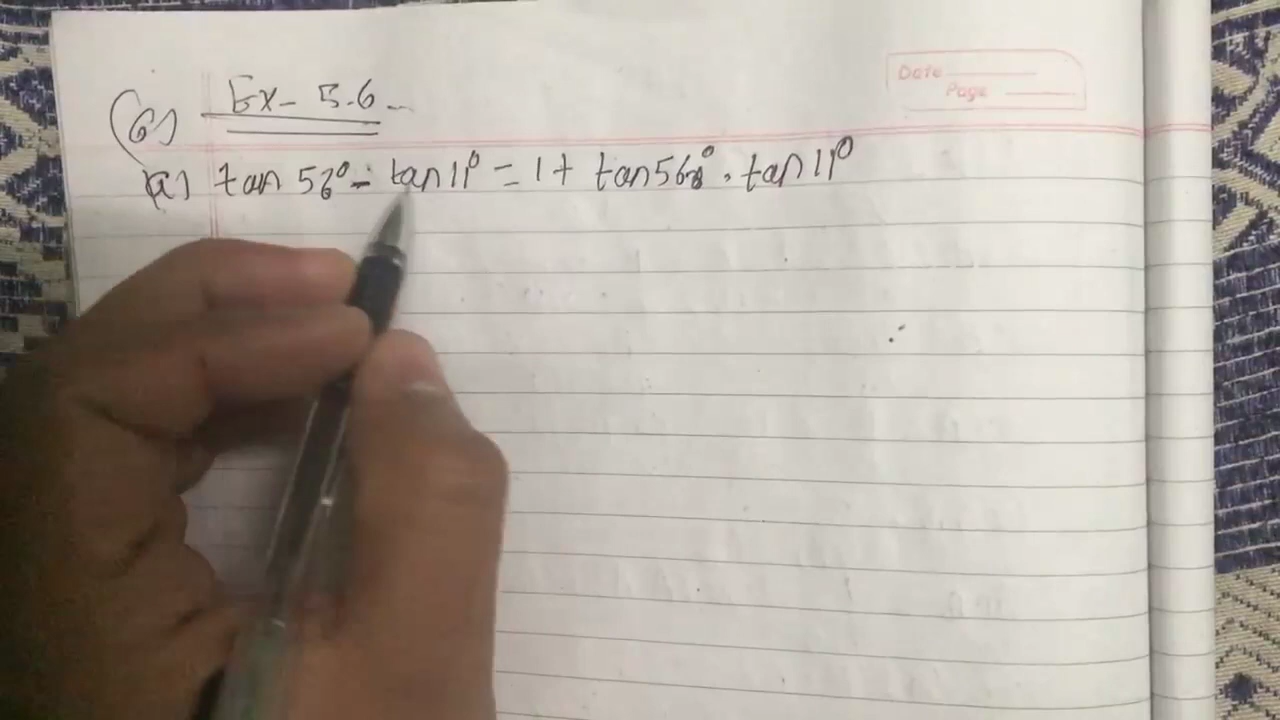 Ex- 5.6
Date
Page
(6)
(a) tan 56° - tan 11° = 1 + tan 56° . tan 11°